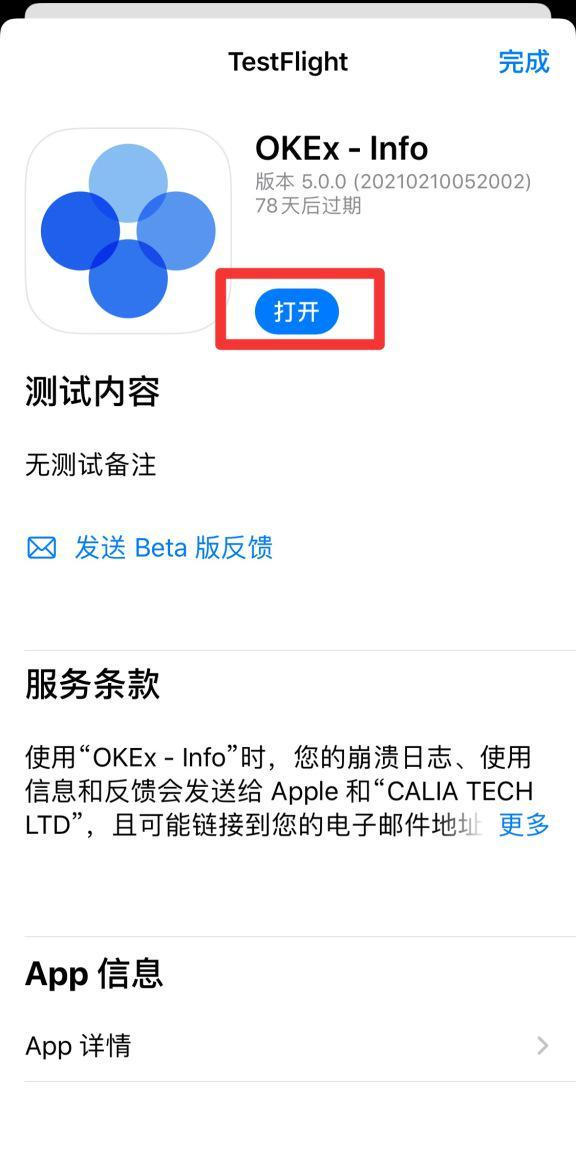 TestFlight
完成
OKEx - Info
版本 5.0.0 (20210210052002)
78天后过期
打开
测试内容
无测试备注
发送 Beta 版反馈
服务条款
使用“OKEx - Info”时，您的崩溃日志、使用
信息和反馈会发送给 Apple 和“CALIA TECH
LTD”，且可能链接到您的电子邮件地址 更多
App 信息
App 详情